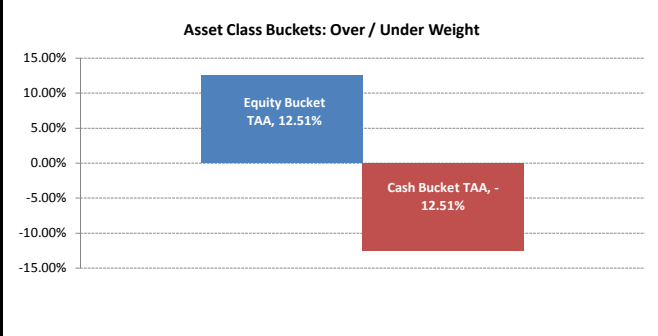 Asset Class Buckets: Over / Under Weight
15.00%
10.00%
5.00%
0.00%
-5.00%
-10.00%
-15.00%
Equity Bucket
TAA, 12.51%
Cash Bucket TAA, -
12.51%